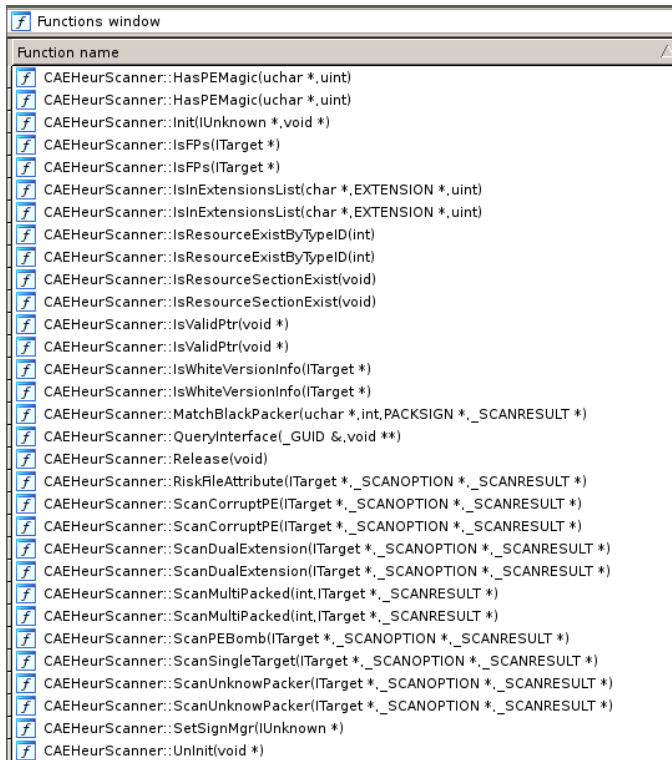 Functions window
Function name
CAEHeurScanner::HasPEMagic(uchar *,uint)
CAEHeurScanner::HasPEMagic(uchar *,uint)
CAEHeurScanner::Init(IUnknown *,void *)
CAEHeurScanner::IsFPs(ITarget *)
CAEHeurScanner::IsFPs(ITarget *)
CAEHeurScanner::IsInExtensionsList(char *,EXTENSION *,uint)
CAEHeurScanner::IsInExtensionsList(char *,EXTENSION *,uint)
CAEHeurScanner::IsResourceExistByTypeID(int)
CAEHeurScanner::IsResourceExistByTypeID(int)
CAEHeurScanner::IsResourceSectionExist(void)
CAEHeurScanner::IsResourceSectionExist(void)
CAEHeurScanner::IsValidPtr(void *)
CAEHeurScanner::IsValidPtr(void *)
CAEHeurScanner::IsWhiteVersionInfo(ITarget *)
CAEHeurScanner::IsWhiteVersionInfo(ITarget *)
CAEHeurScanner::MatchBlackPacker(uchar *,int,PACKSIGN *,_SCANRESULT *)
CAEHeurScanner::QueryInterface(_GUID &,void **)
CAEHeurScanner::Release(void)
CAEHeurScanner::RiskFileAttribute(ITarget *,_SCANOPTION *,_SCANRESULT *)
CAEHeurScanner::ScanCorruptPE(ITarget *,_SCANOPTION *,_SCANRESULT *)
CAEHeurScanner::ScanCorruptPE(ITarget *,_SCANOPTION *,_SCANRESULT *)
CAEHeurScanner::ScanDualExtension(ITarget *,_SCANOPTION *,_SCANRESULT *)
CAEHeurScanner::ScanDualExtension(ITarget *,_SCANOPTION *,_SCANRESULT *)
CAEHeurScanner::ScanMultiPacked(int,ITarget *,_SCANRESULT *)
CAEHeurScanner::ScanMultiPacked(int,ITarget *,_SCANRESULT *)
CAEHeurScanner::ScanPEBomb(ITarget *,_SCANOPTION *,_SCANRESULT *)
CAEHeurScanner::ScanSingleTarget(ITarget *,_SCANOPTION *,_SCANRESULT *)
CAEHeurScanner::ScanUnknowPacker(ITarget *,_SCANOPTION *,_SCANRESULT *)
CAEHeurScanner::ScanUnknowPacker(ITarget *,_SCANOPTION *,_SCANRESULT *)
CAEHeurScanner::SetSignMgr(IUnknown *)
CAEHeurScanner::UnInit(void *)